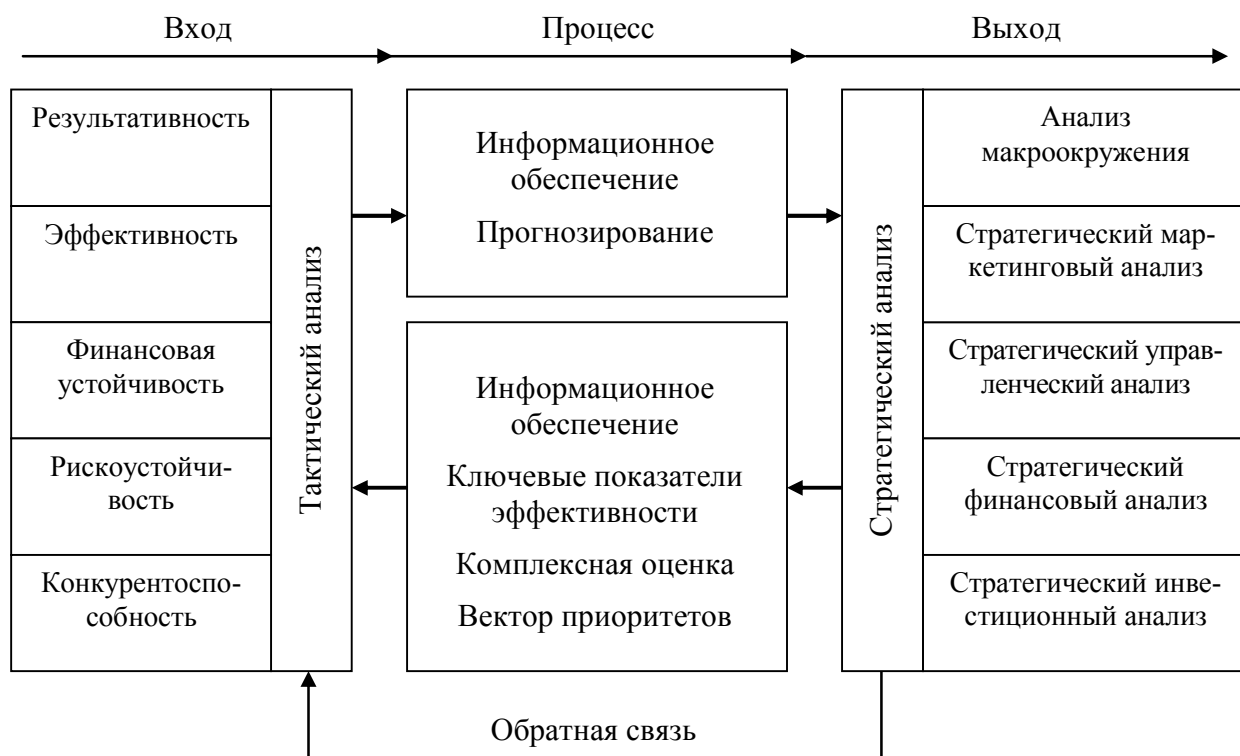 Вход
Процесс
Выход
Результативность
Эффективность
Финансовая
устойчивость
Рискоустойчи-
вость
Конкурентоспо-
собность
Тактический анализ
Информационное
обеспечение
Прогнозирование
Информационное
обеспечение
Ключевые показатели
эффективности
Комплексная оценка
Вектор приоритетов
Стратегический анализ
Анализ
макроокружения
Стратегический мар-
кетинговый анализ
Стратегический управ-
ленческий анализ
Стратегический
финансовый анализ
Стратегический инве-
стиционный анализ
Обратная связь